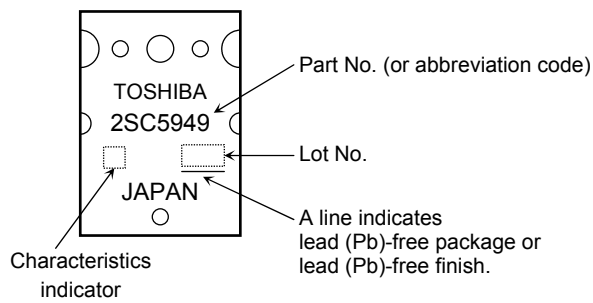 TOSHIBA
2SC5949
JAPAN
Part No. (or abbreviation code)
Lot No.
A line indicates
lead (Pb)-free package or
lead (Pb)-free finish.
Characteristics
indicator